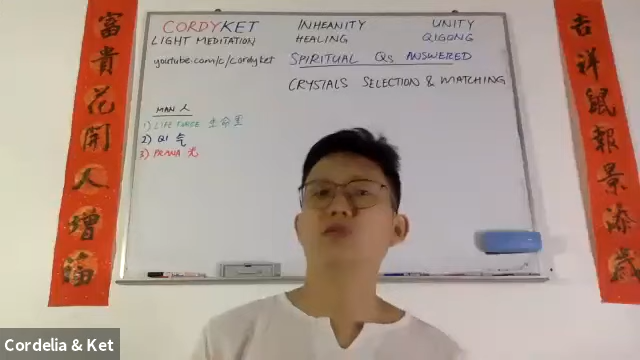 富貴花開人增福
CORDYKET
LIGHT MEDITATION
youtube.com/c/cordyket
INHEANITY
HEALING
UNITY
QIGONG
SPIRITUAL Qs ANSWERED
CRYSTALS SELECTION & MATCHING
MAN 人
1) LIFE FORCE 生命里
2) QI 气
3) PRANA 光
吉祥鼠報景添歲
Cordelia & Ket